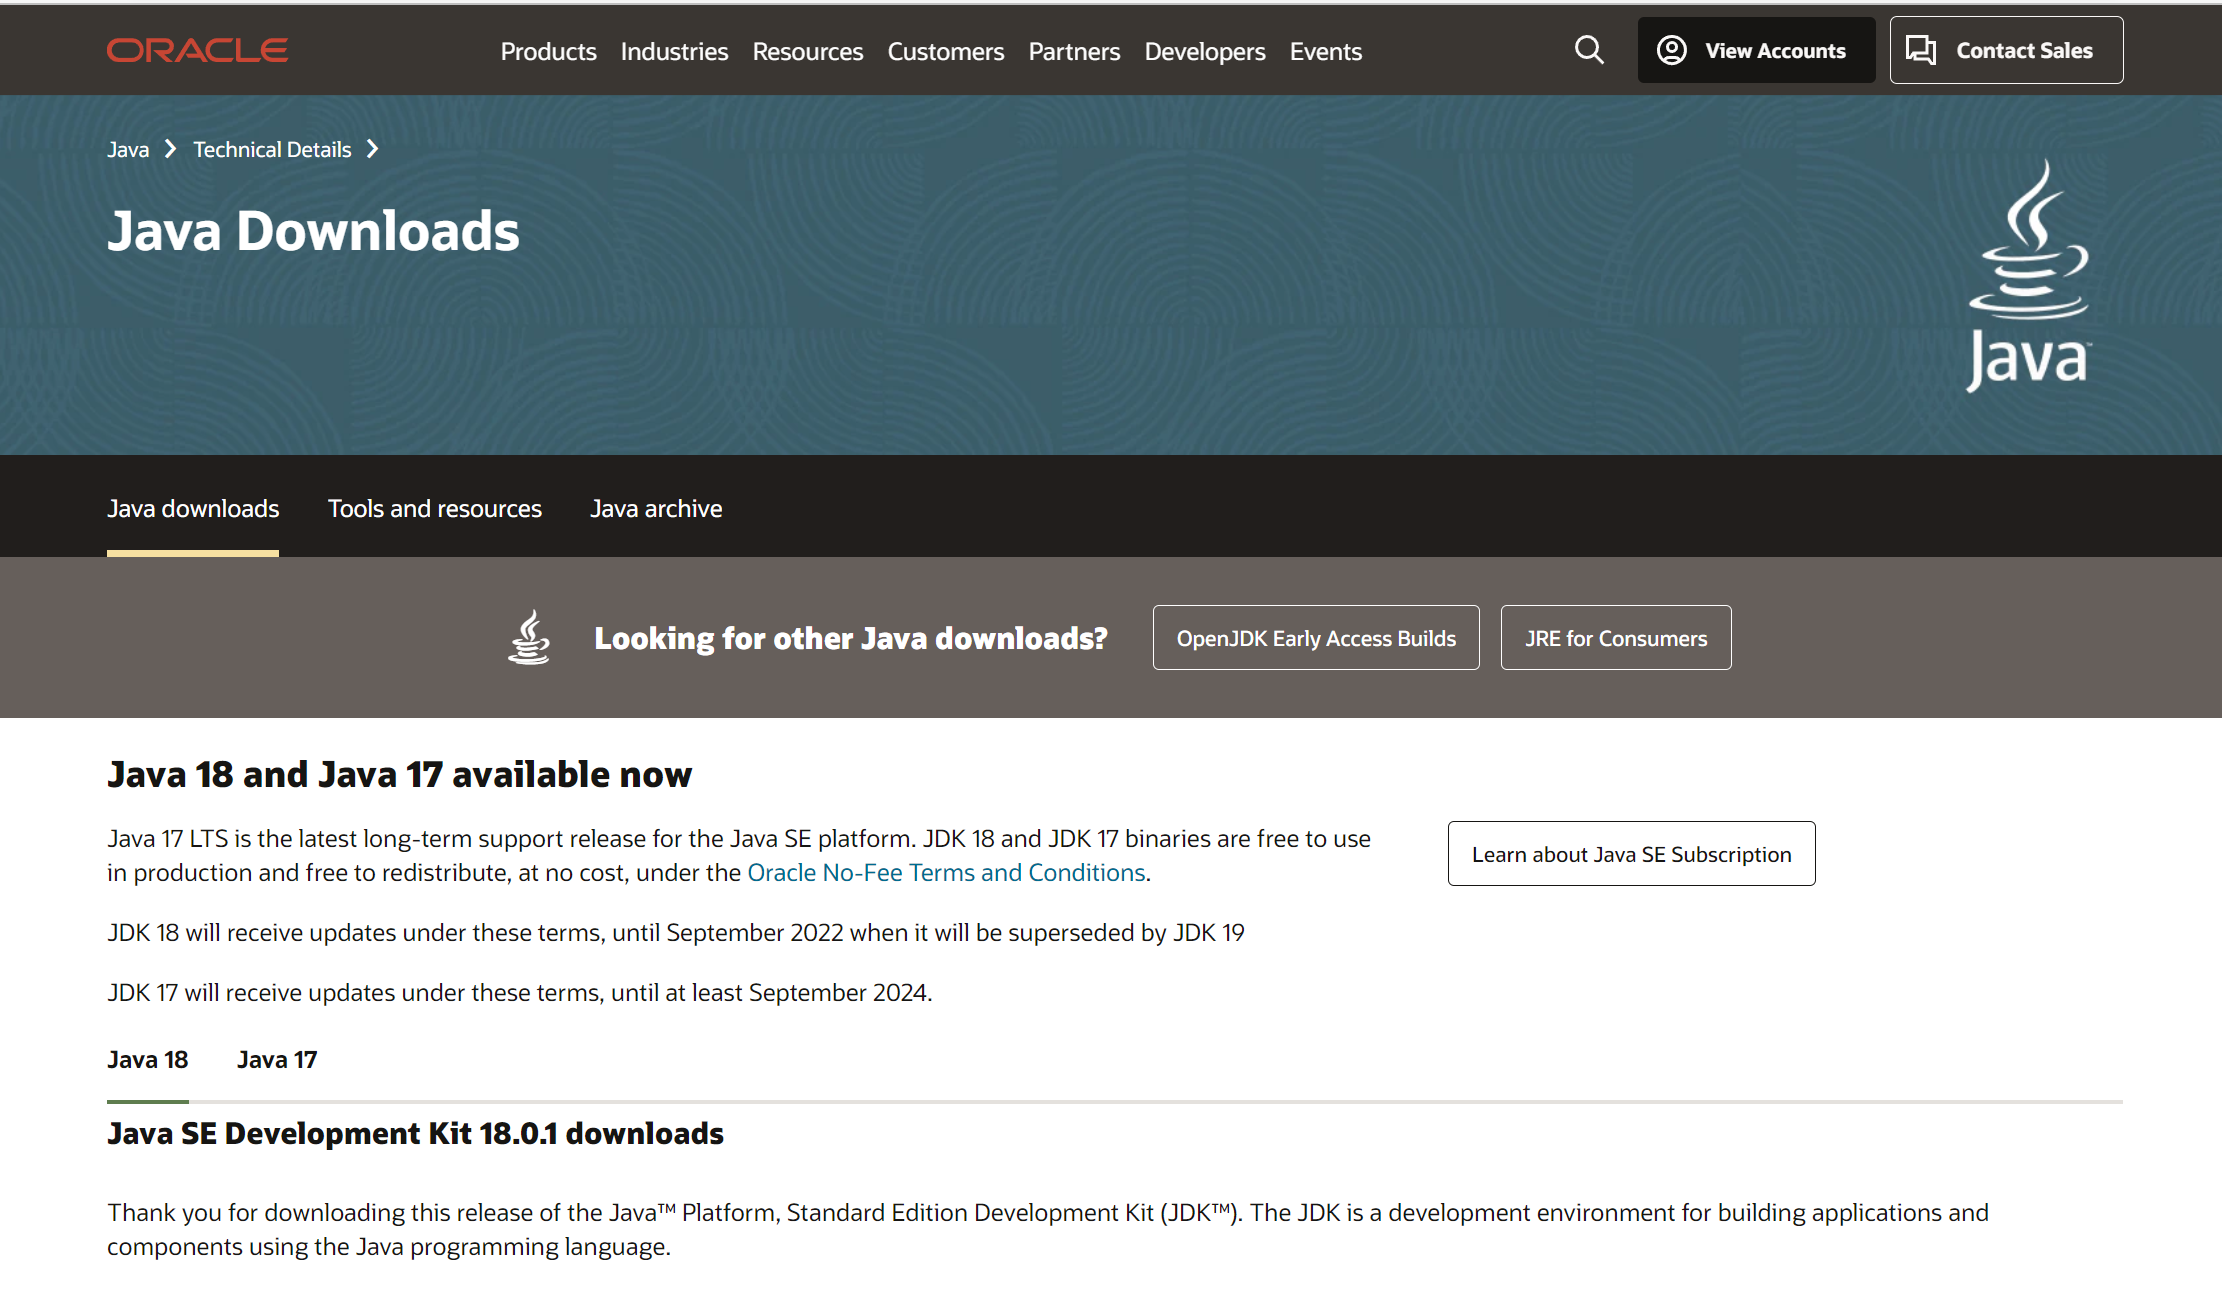 ORACLE
Products Industries Resources Customers Partners Developers Events
View Accounts
Contact Sales
Java Technical Details
Java Downloads
Java™
Java downloads Tools and resources Java archive
Looking for other Java downloads?
OpenJDK Early Access Builds
JRE for Consumers
Java 18 and Java 17 available now
Java 17 LTS is the latest long-term support release for the Java SE platform. JDK 18 and JDK 17 binaries are free to use
in production and free to redistribute, at no cost, under the Oracle No-Fee Terms and Conditions.
Learn about Java SE Subscription
JDK 18 will receive updates under these terms, until September 2022 when it will be superseded by JDK 19
JDK 17 will receive updates under these terms, until at least September 2024.
Java 18 Java 17
Java SE Development Kit 18.0.1 downloads
Thank you for downloading this release of the Java™ Platform, Standard Edition Development Kit (JDK™). The JDK is a development environment for building applications and
components using the Java programming language.